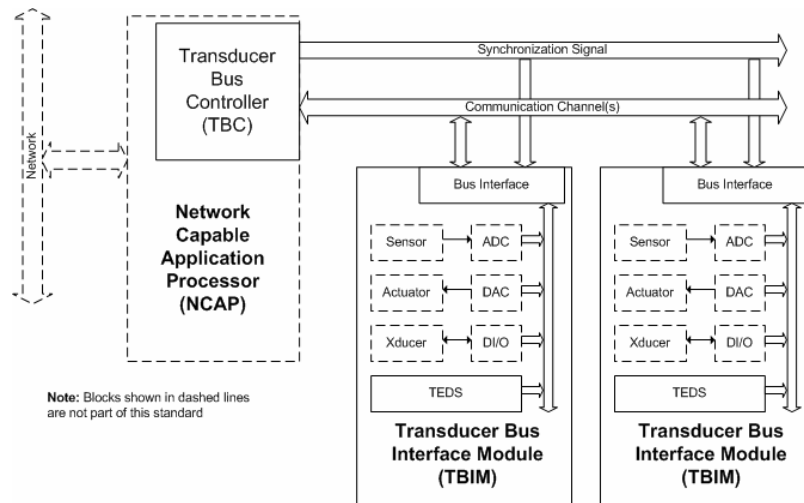 Network
Transducer
Bus
Controller
(TBC)
Network
Capable
Application
Processor
(NCAP)
Synchronization Signal
Communication Channel(s)
Bus Interface
Sensor
ADC
Actuator
DAC
Xducer
DI/O
TEDS
Transducer Bus
Interface Module
(TBIM)
Bus Interface
Sensor
ADC
Actuator
DAC
Xducer
DI/O
TEDS
Transducer Bus
Interface Module
(TBIM)
Note: Blocks shown in dashed lines
are not part of this standard